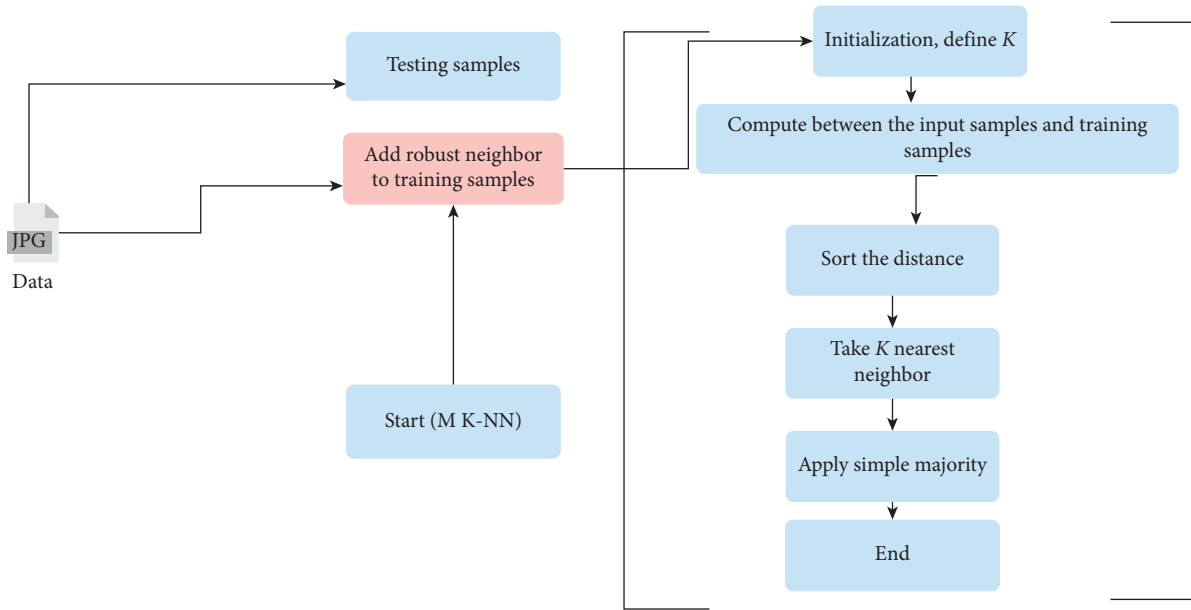 Testing samples
Add robust neighbor
to training samples
JPG
Data
Start (M K-NN)
Initialization, define K
Compute between the input samples and training
samples
Sort the distance
Take K nearest
neighbor
Apply simple majority
End